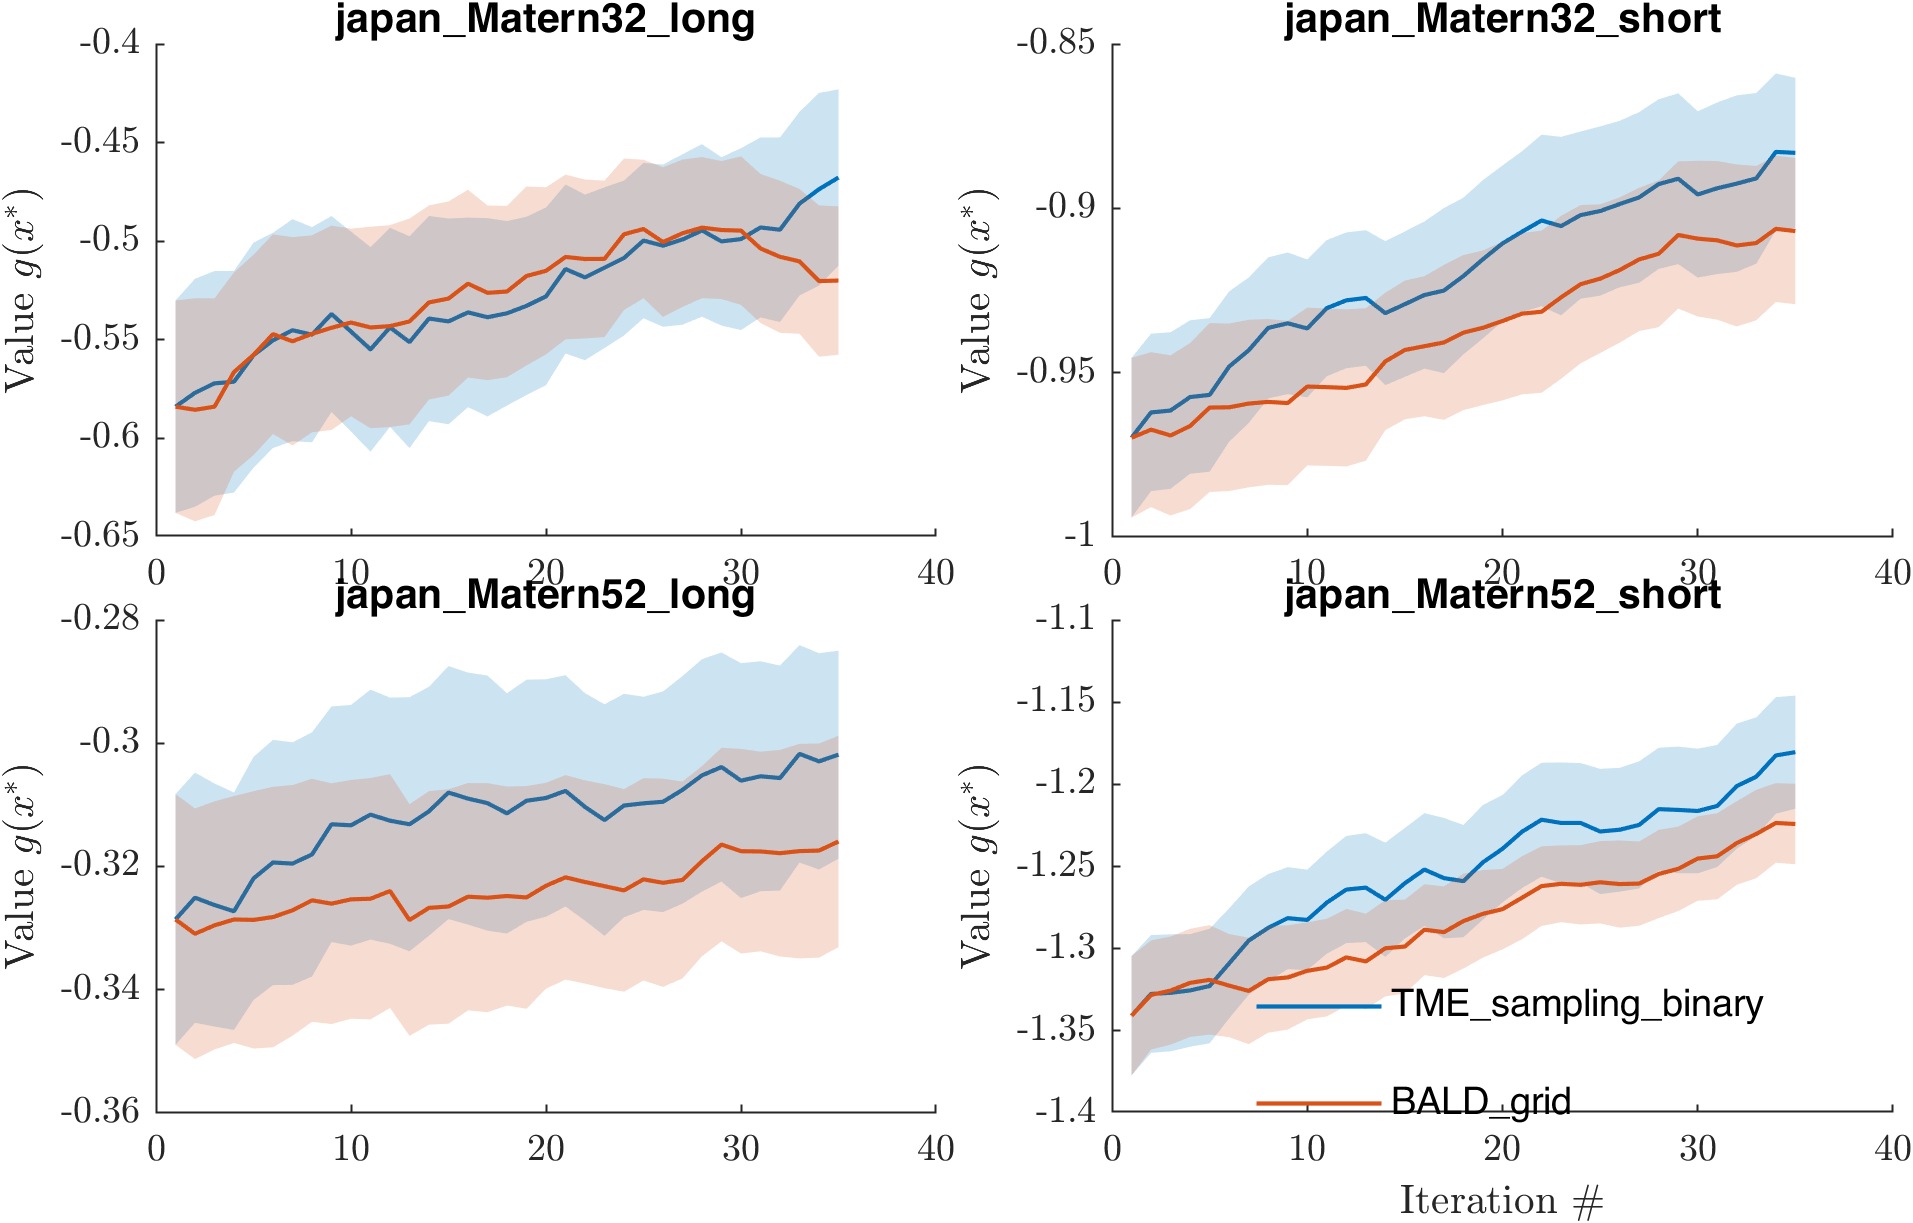 japan_Matern32_long
-0.4
-0.45
-0.5
-0.55
-0.6
-0.65
Value g(x*)
0 10 20 30 40
japan_Matern32_short
-0.85
-0.9
-0.95
-1
Value g(x*)
0 10 20 30 40
japan_Matern52_long
-0.28
-0.3
-0.32
-0.34
-0.36
Value g(x*)
0 10 20 30 40
japan_Matern52_short
-1.1
-1.15
-1.2
-1.25
-1.3
-1.35
-1.4
Value g(x*)
TME_sampling_binary
BALD_grid
0 10 20 30 40
Iteration #